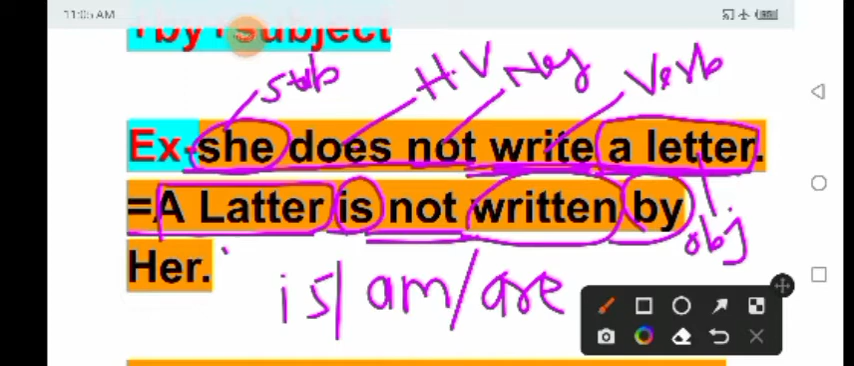 11:05 AM
+by+subject
sub HV Neg Verb
Ex-she does not write a letter.
=A Latter is not written by
obj
Her.
is/am/are